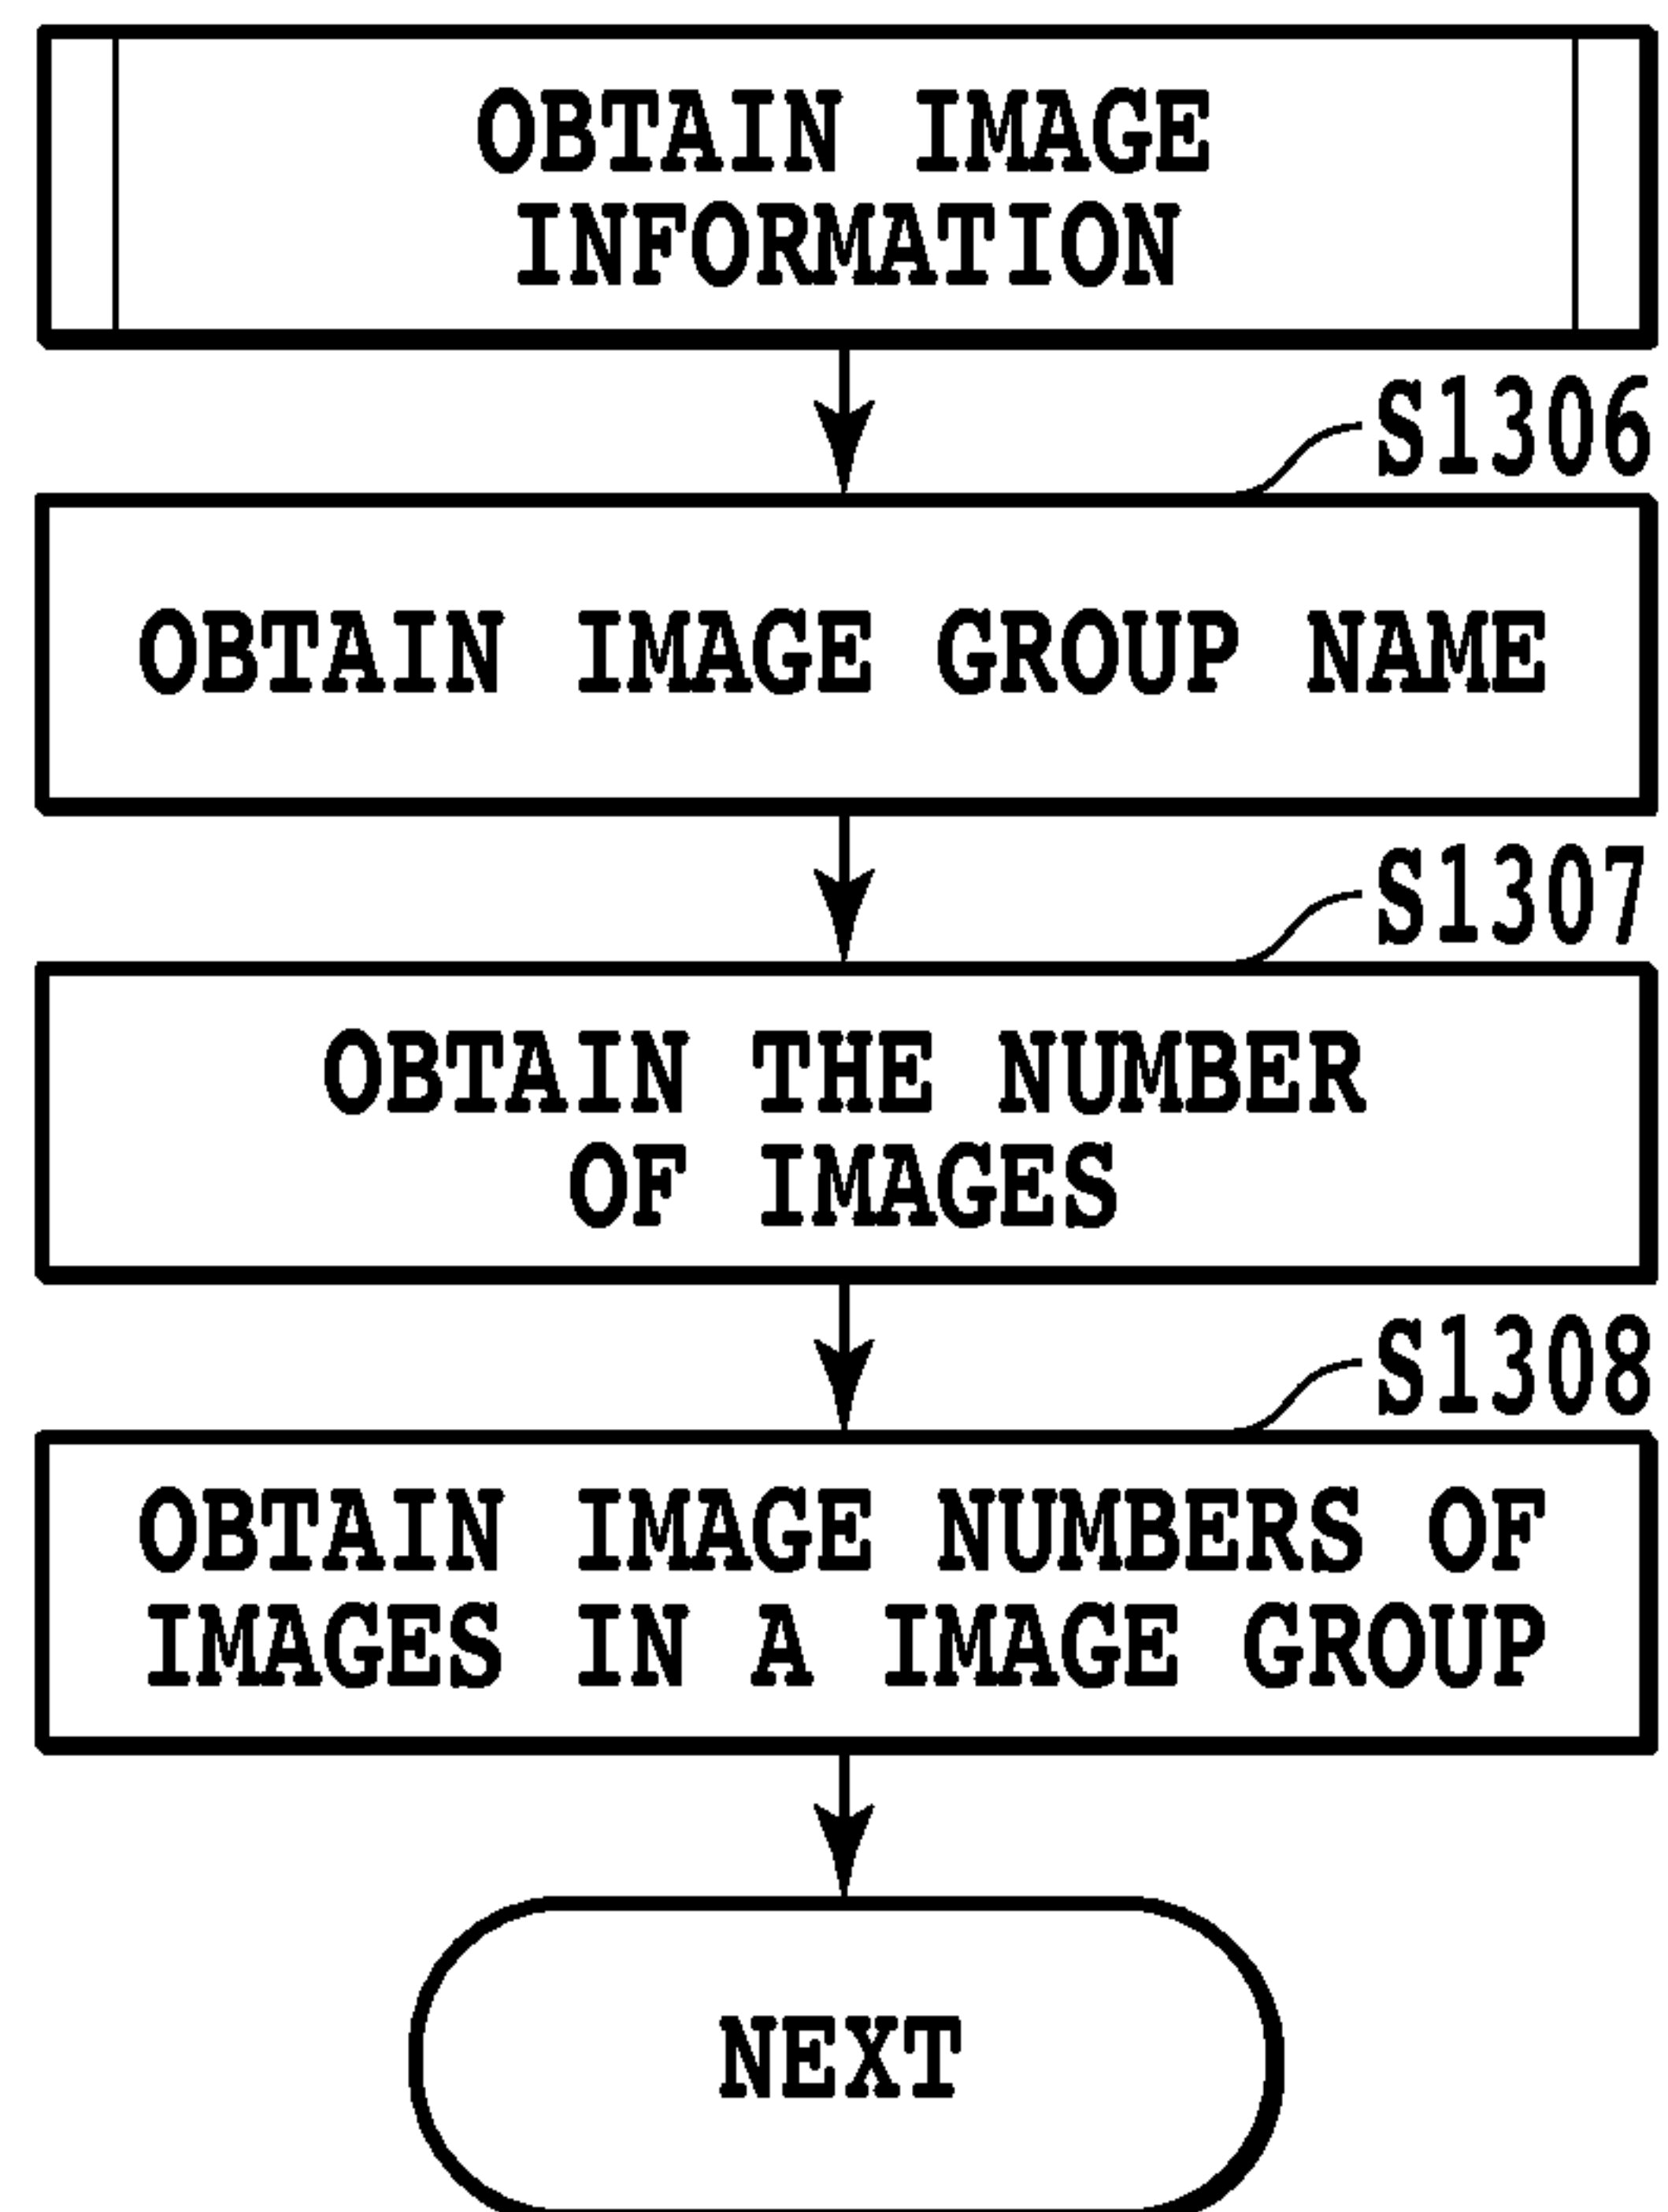 OBTAIN IMAGE
INFORMATION
S1306
OBTAIN IMAGE GROUP NAME
S1307
OBTAIN THE NUMBER
OF IMAGES
S1308
OBTAIN IMAGE NUMBERS OF
IMAGES IN A IMAGE GROUP
NEXT